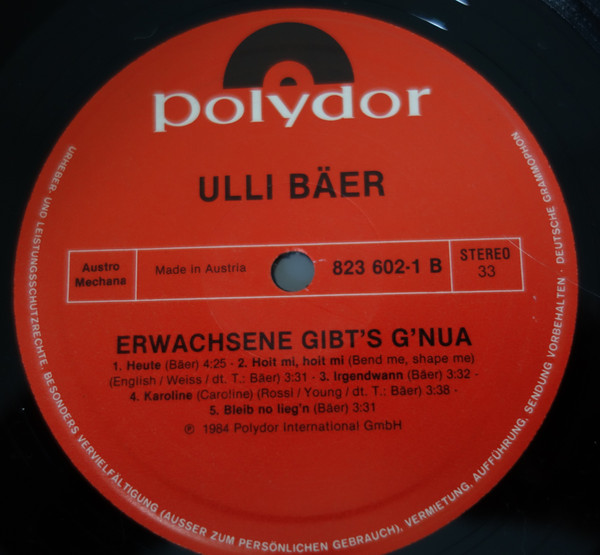 polydor
ULLI BÄER
Austro
Mechana
Made in Austria
823 602-1 B
STEREO
33
ERWACHSENE GIBT'S G'NUA
1. Heute (Bäer) 4:25 · 2. Hoit mi, hoit mi (Bend me, shape me)
(English / Weiss / dt. T.: Bäer) 3:31 · 3. Irgendwann (Bäer) 3:32 ·
4. Karoline (Caroline) (Rossi / Young / dt. T.: Bäer) 3:38 ·
5. Bleib no lieg'n (Bäer) 3:31
℗ 1984 Polydor International GmbH
URHEBER- UND LEISTUNGSSCHUTZRECHTE BESONDERS VERVIELFÄLTIGUNG (AUSSER ZUM PERSÖNLICHEN GEBRAUCH), VERMIETUNG, AUFFÜHRUNG, SENDUNG VORBEHALTEN · DEUTSCHE GRAMMOPHON